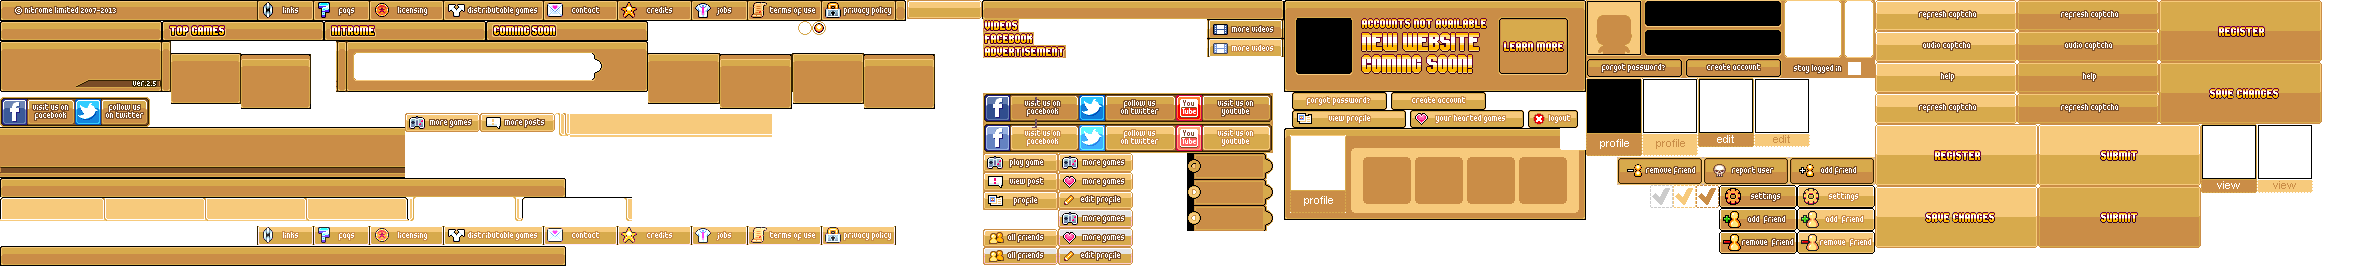 © nitrome limited 2007-2013
links
faqs
licensing
distributable games
contact
credits
jobs
terms of use
privacy policy
TOP GAMES
NITROME
COMING SOON
ver.2.5
visit us on
facebook
follow us
on twitter
more games
more posts
links
faqs
licensing
distributable games
contact
credits
jobs
terms of use
privacy policy
VIDEOS
FACEBOOK
ADVERTISEMENT
more videos
more videos
visit us on
facebook
follow us
on twitter
You
Tube
visit us on
youtube
visit us on
facebook
follow us
on twitter
You
Tube
visit us on
youtube
play game
more games
view post
more games
profile
edit profile
more games
all friends
more games
all friends
edit profile
ACCOUNTS NOT AVAILABLE
NEW WEBSITE
COMING SOON!
LEARN MORE
forgot password?
create account
view profile
your hearted games
logout
profile
forgot password?
create account
stay logged in
profile
profile
edit
edit
remove friend
report user
add friend
settings
settings
add friend
add friend
remove friend
remove friend
refresh captcha
refresh captcha
audio captcha
audio captcha
help
help
refresh captcha
refresh captcha
REGISTER
SAVE CHANGES
REGISTER
SUBMIT
SAVE CHANGES
SUBMIT
view
view